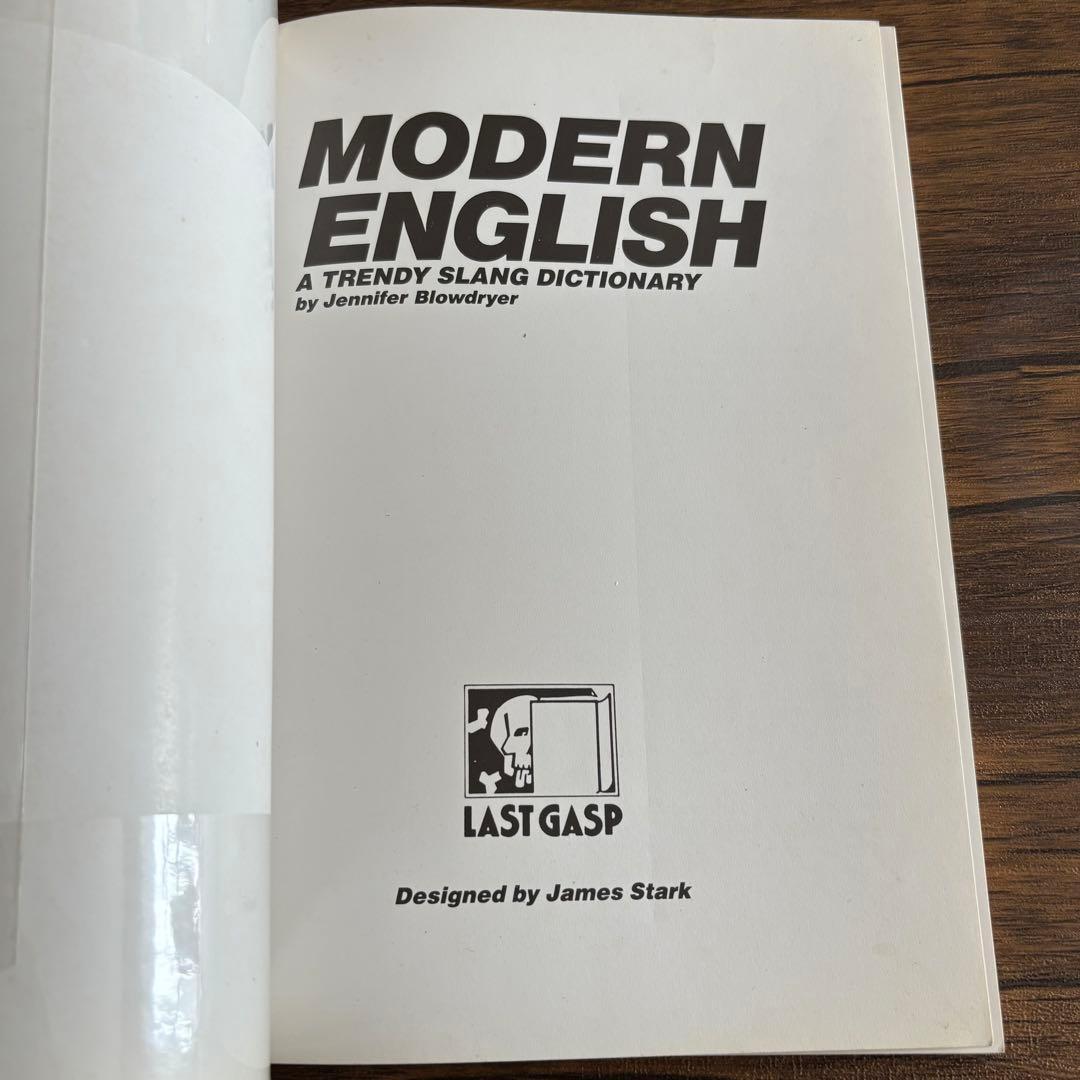 MODERN
ENGLISH
A TRENDY SLANG DICTIONARY
by Jennifer Blowdryer
LAST GASP
Designed by James Stark